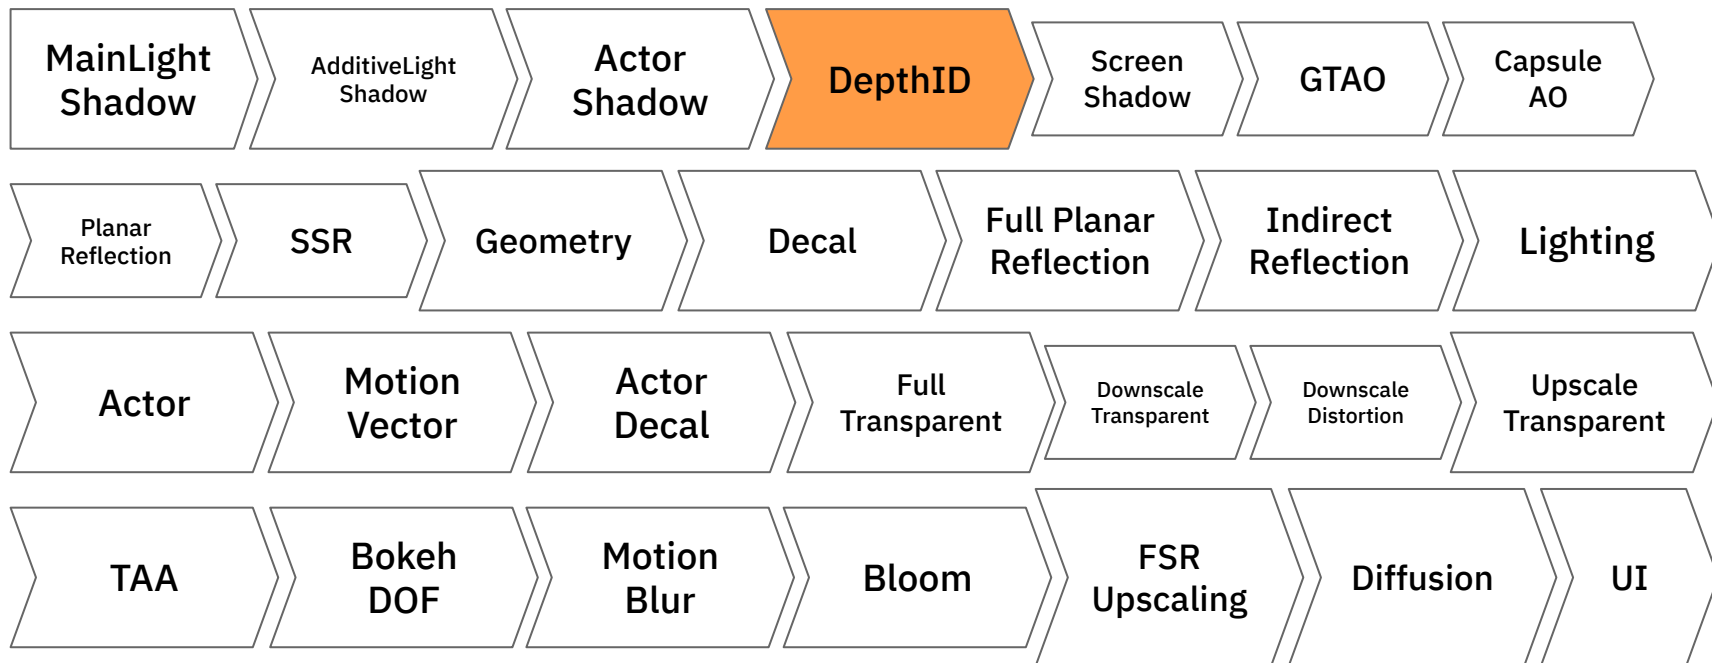 MainLight
Shadow
AdditiveLight
Shadow
Actor
Shadow
DepthID
Screen
Shadow
GTAO
Capsule
AO
Planar
Reflection
SSR
Geometry
Decal
Full Planar
Reflection
Indirect
Reflection
Lighting
Actor
Motion
Vector
Actor
Decal
Full
Transparent
Downscale
Transparent
Downscale
Distortion
Upscale
Transparent
TAA
Bokeh
DOF
Motion
Blur
Bloom
FSR
Upscaling
Diffusion
UI